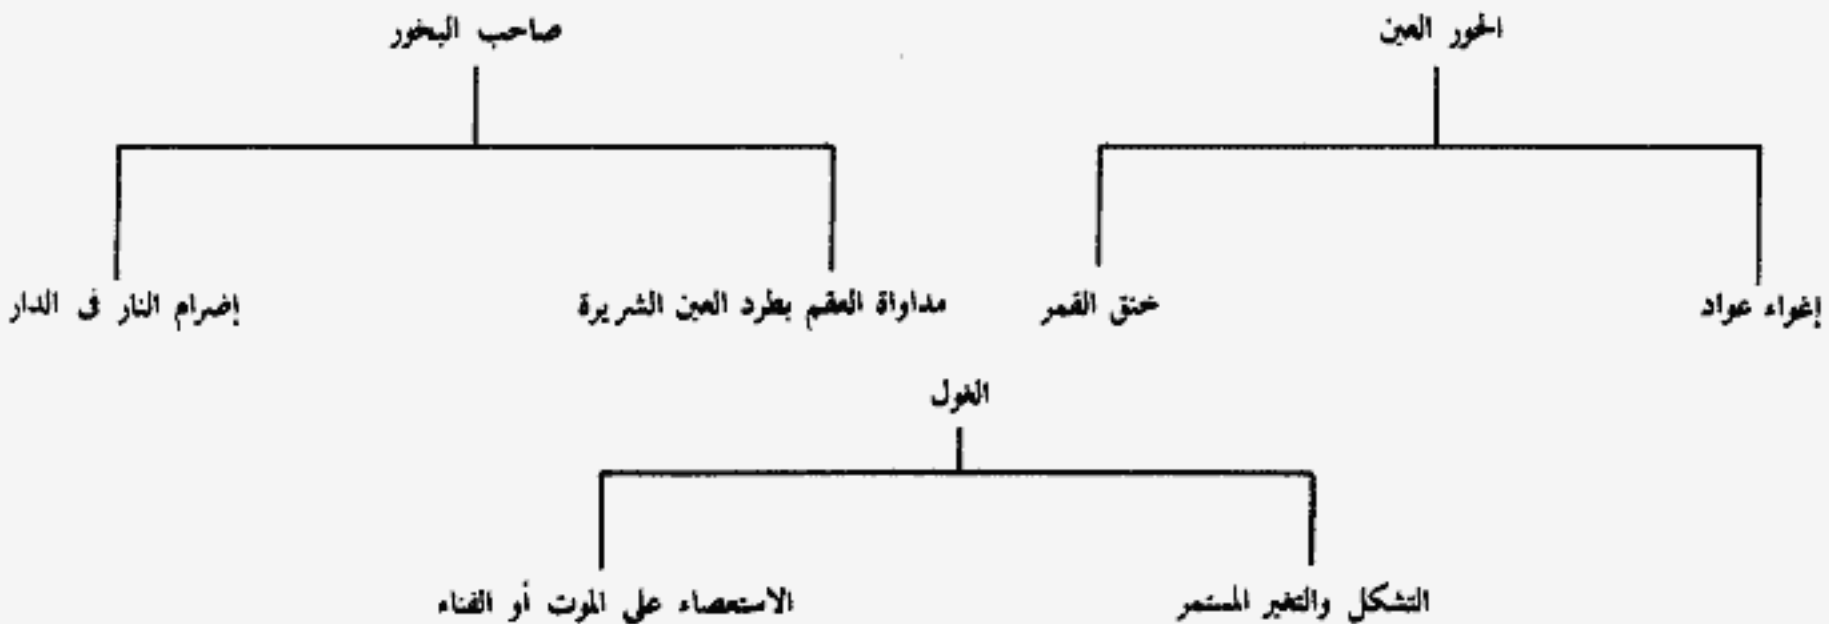 الحور العين
صاحب البخور
إغواء عواد
خنق القمر
مداواة العقم بطرد العين الشريرة
إضرام النار فى الدار
الغول
التشكل والتغير المستمر
الاستعصاء على الموت أو الفناء